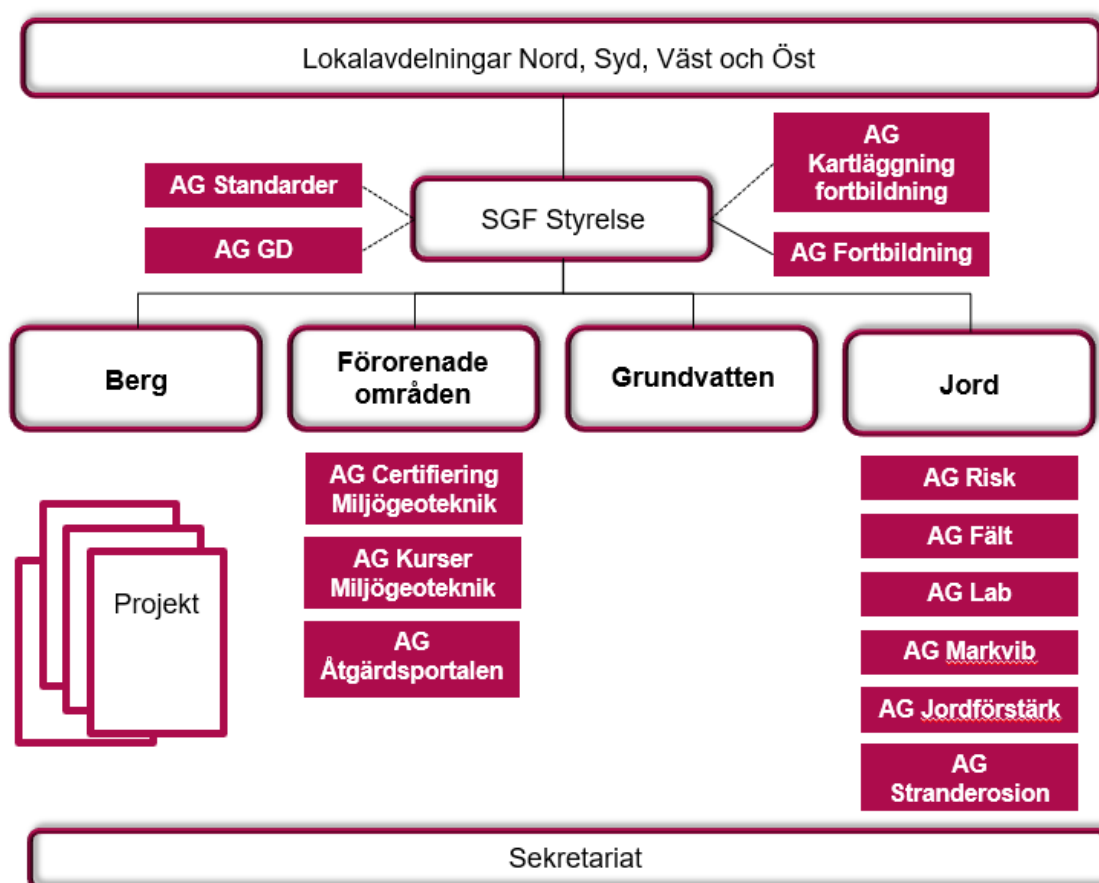 Lokalavdelningar Nord, Syd, Väst och Öst
AG Standarder
AG GD
SGF Styrelse
AG
Kartläggning
fortbildning
AG Fortbildning
Berg
Förorenade
områden
Grundvatten
Jord
Projekt
AG Certifiering
Miljögeoteknik
AG Kurser
Miljögeoteknik
AG
Åtgärdsportalen
AG Risk
AG Fält
AG Lab
AG Markvib
AG Jordförstärk
AG
Stranderosion
Sekretariat